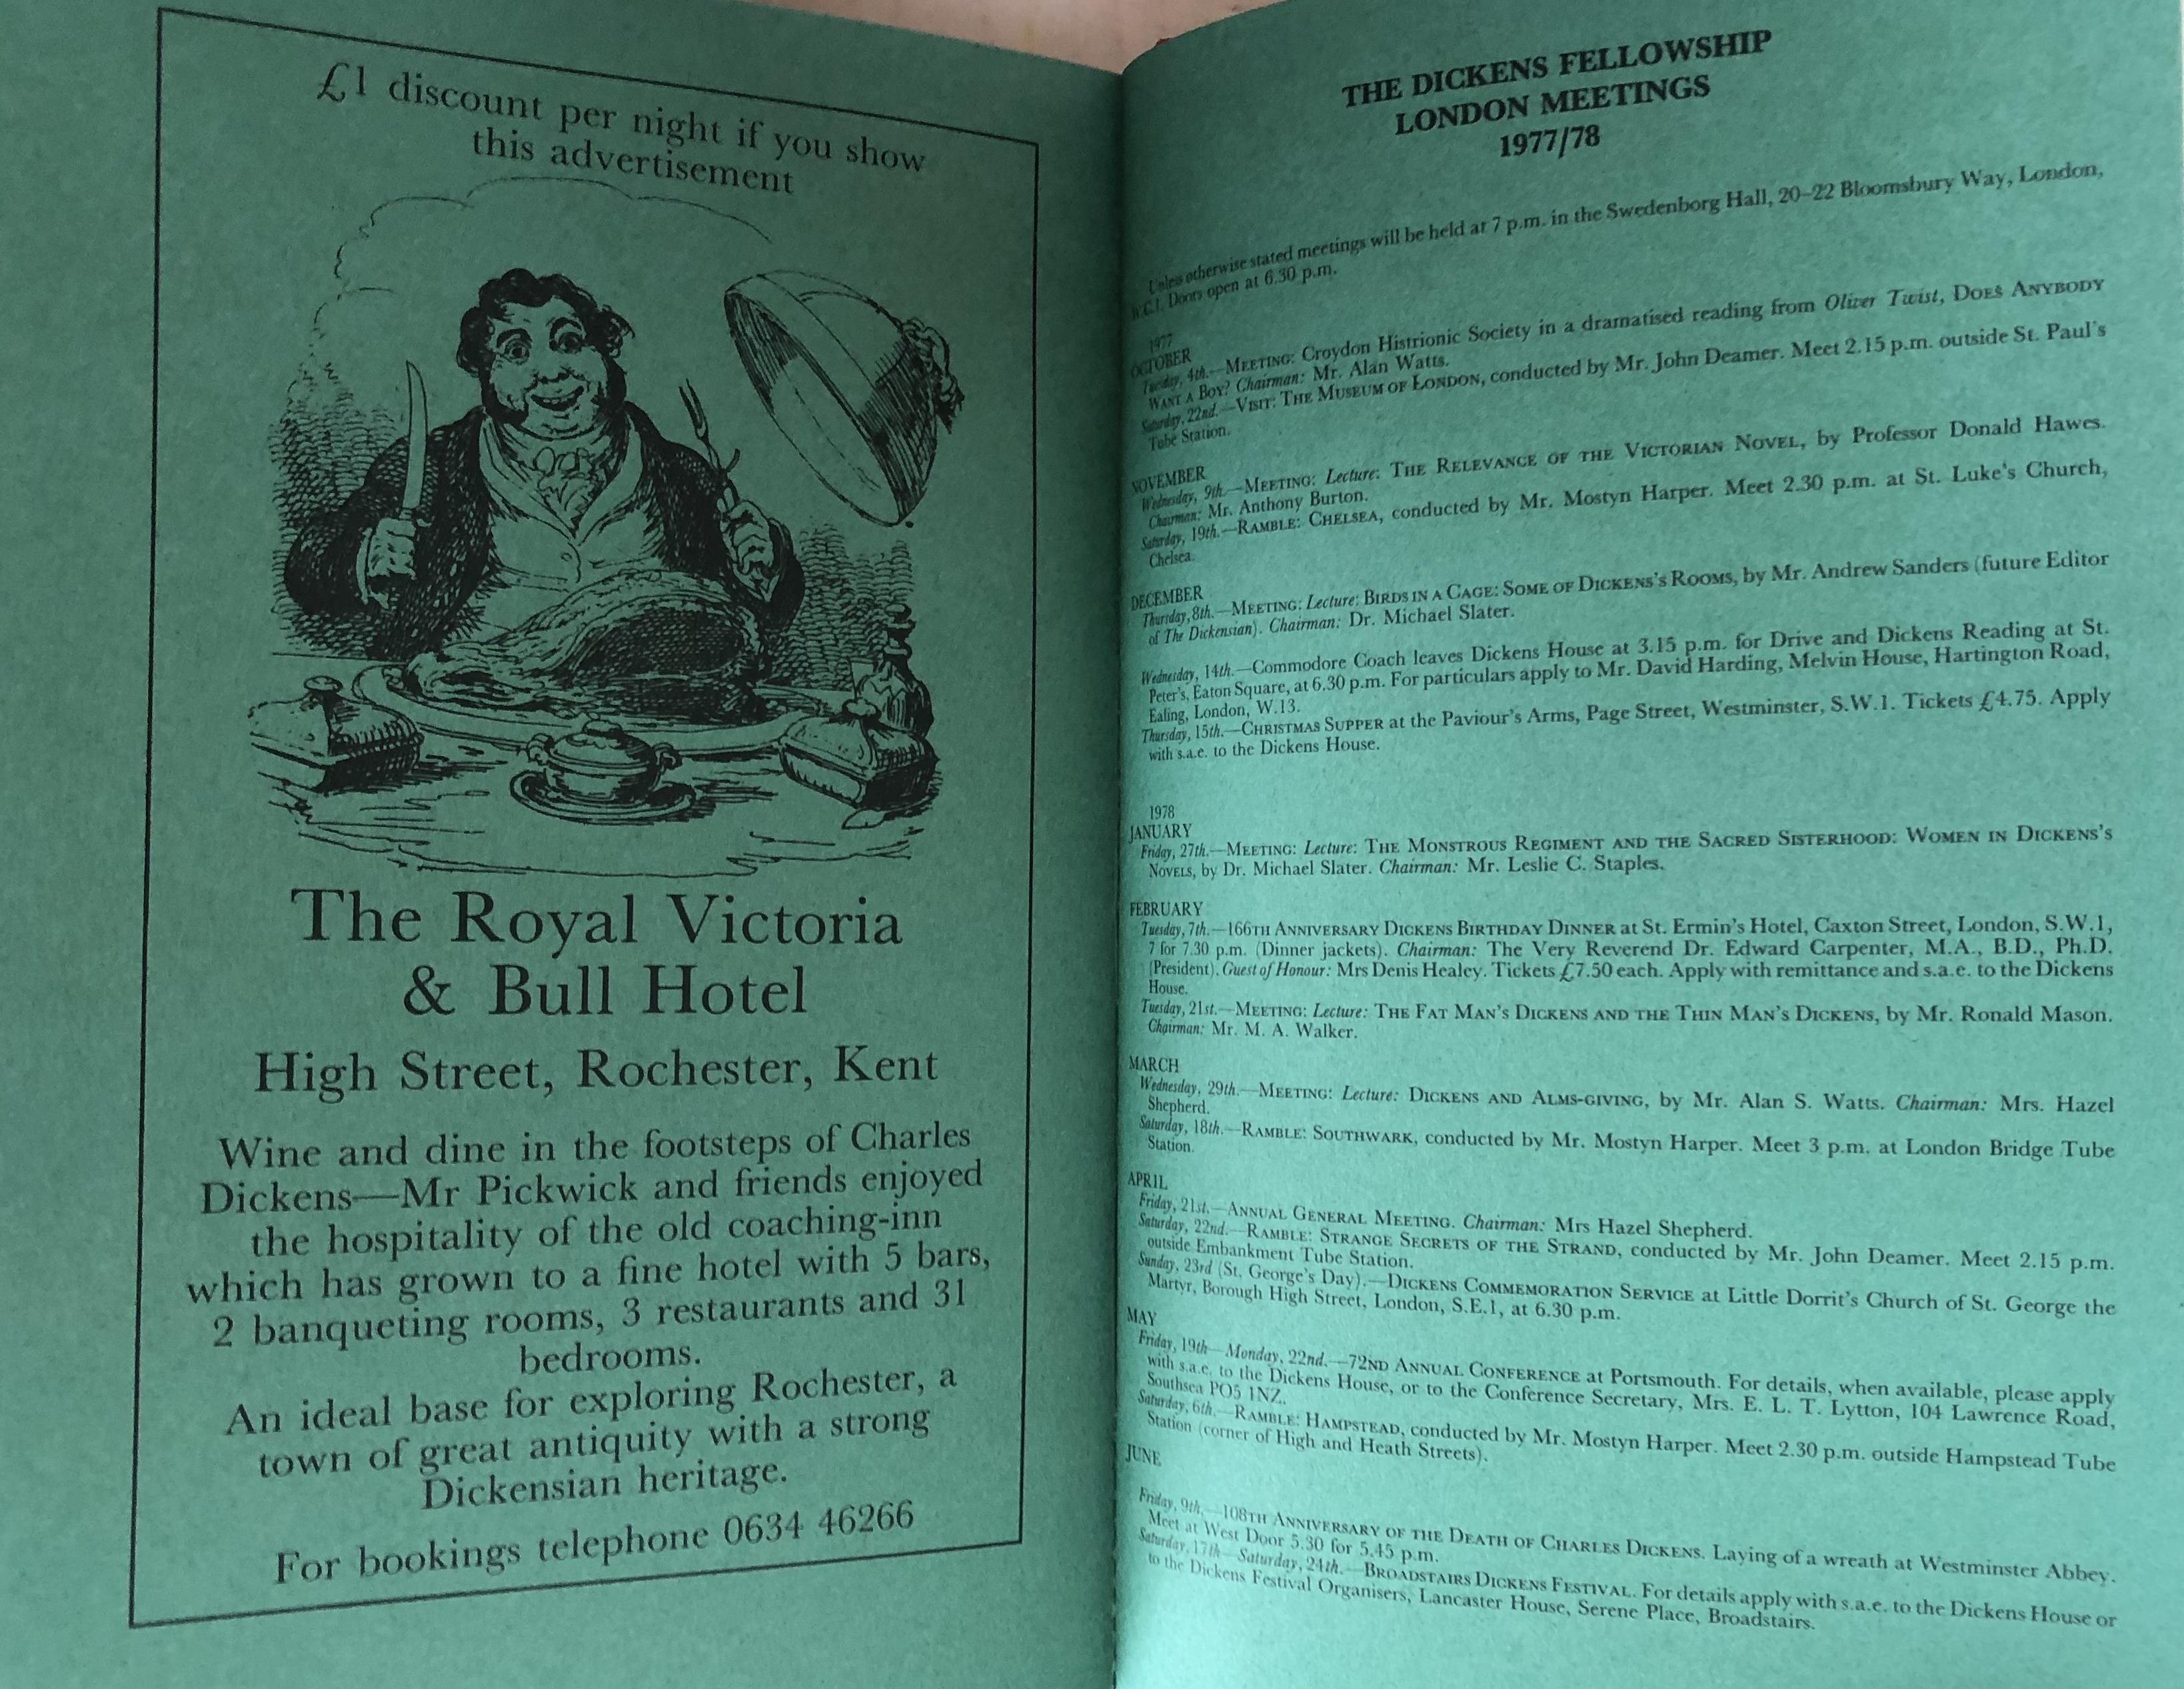 £1 discount per night if you show
this advertisement
The Royal Victoria
& Bull Hotel
High Street, Rochester, Kent
Wine and dine in the footsteps of Charles
Dickens—Mr Pickwick and friends enjoyed
the hospitality of the old coaching-inn
which has grown to a fine hotel with 5 bars,
2 banqueting rooms, 3 restaurants and 31
bedrooms.
An ideal base for exploring Rochester, a
town of great antiquity with a strong
Dickensian heritage.
For bookings telephone 0634 46266
THE DICKENS FELLOWSHIP
LONDON MEETINGS
1977/78
Unless otherwise stated meetings will be held at 7 p.m. in the Swedenborg Hall, 20–22 Bloomsbury Way, London,
W.C.1. Doors open at 6.30 p.m.
1977
OCTOBER
Tuesday, 4th.—MEETING: Croydon Histrionic Society in a dramatised reading from Oliver Twist, DOES ANYBODY
WANT A BOY? Chairman: Mr. Alan Watts.
Saturday, 22nd.—VISIT: THE MUSEUM OF LONDON, conducted by Mr. John Deamer. Meet 2.15 p.m. outside St. Paul's
Tube Station.
NOVEMBER
Wednesday, 9th.—MEETING: Lecture: THE RELEVANCE OF THE VICTORIAN NOVEL, by Professor Donald Hawes.
Chairman: Mr. Anthony Burton.
Saturday, 19th.—RAMBLE: CHELSEA, conducted by Mr. Mostyn Harper. Meet 2.30 p.m. at St. Luke's Church,
Chelsea.
DECEMBER
Thursday, 8th.—MEETING: Lecture: BIRDS IN A CAGE: SOME OF DICKENS'S ROOMS, by Mr. Andrew Sanders (future Editor
of The Dickensian). Chairman: Dr. Michael Slater.
Wednesday, 14th.—Commodore Coach leaves Dickens House at 3.15 p.m. for Drive and Dickens Reading at St.
Peter's, Eaton Square, at 6.30 p.m. For particulars apply to Mr. David Harding, Melvin House, Hartington Road,
Ealing, London, W.13.
Thursday, 15th.—CHRISTMAS SUPPER at the Paviour's Arms, Page Street, Westminster, S.W.1. Tickets £4.75. Apply
with s.a.e. to the Dickens House.
1978
JANUARY
Friday, 27th.—MEETING: Lecture: THE MONSTROUS REGIMENT AND THE SACRED SISTERHOOD: WOMEN IN DICKENS'S
NOVELS, by Dr. Michael Slater. Chairman: Mr. Leslie C. Staples.
FEBRUARY
Tuesday, 7th.—166TH ANNIVERSARY DICKENS BIRTHDAY DINNER at St. Ermin's Hotel, Caxton Street, London, S.W.1,
7 for 7.30 p.m. (Dinner jackets). Chairman: The Very Reverend Dr. Edward Carpenter, M.A., B.D., Ph.D.
(President). Guest of Honour: Mrs Denis Healey. Tickets £7.50 each. Apply with remittance and s.a.e. to the Dickens
House.
Tuesday, 21st.—MEETING: Lecture: THE FAT MAN'S DICKENS AND THE THIN MAN'S DICKENS, by Mr. Ronald Mason.
Chairman: Mr. M. A. Walker.
MARCH
Wednesday, 29th.—MEETING: Lecture: DICKENS AND ALMS-GIVING, by Mr. Alan S. Watts. Chairman: Mrs. Hazel
Shepherd.
Saturday, 18th.—RAMBLE: SOUTHWARK, conducted by Mr. Mostyn Harper. Meet 3 p.m. at London Bridge Tube
Station.
APRIL
Friday, 21st.—ANNUAL GENERAL MEETING. Chairman: Mrs Hazel Shepherd.
Saturday, 22nd.—RAMBLE: STRANGE SECRETS OF THE STRAND, conducted by Mr. John Deamer. Meet 2.15 p.m.
outside Embankment Tube Station.
Sunday, 23rd (St. George's Day).—DICKENS COMMEMORATION SERVICE at Little Dorrit's Church of St. George the
Martyr, Borough High Street, London, S.E.1, at 6.30 p.m.
MAY
Friday, 19th—Monday, 22nd.—72ND ANNUAL CONFERENCE at Portsmouth. For details, when available, please apply
with s.a.e. to the Dickens House, or to the Conference Secretary, Mrs. E. L. T. Lytton, 104 Lawrence Road,
Southsea PO5 1NZ.
Saturday, 6th.—RAMBLE: HAMPSTEAD, conducted by Mr. Mostyn Harper. Meet 2.30 p.m. outside Hampstead Tube
Station (corner of High and Heath Streets).
JUNE
Friday, 9th.—108TH ANNIVERSARY OF THE DEATH OF CHARLES DICKENS. Laying of a wreath at Westminster Abbey.
Meet at West Door 5.30 for 5.45 p.m.
Saturday, 17th—Saturday, 24th.—BROADSTAIRS DICKENS FESTIVAL. For details apply with s.a.e. to the Dickens House or
to the Dickens Festival Organisers, Lancaster House, Serene Place, Broadstairs.